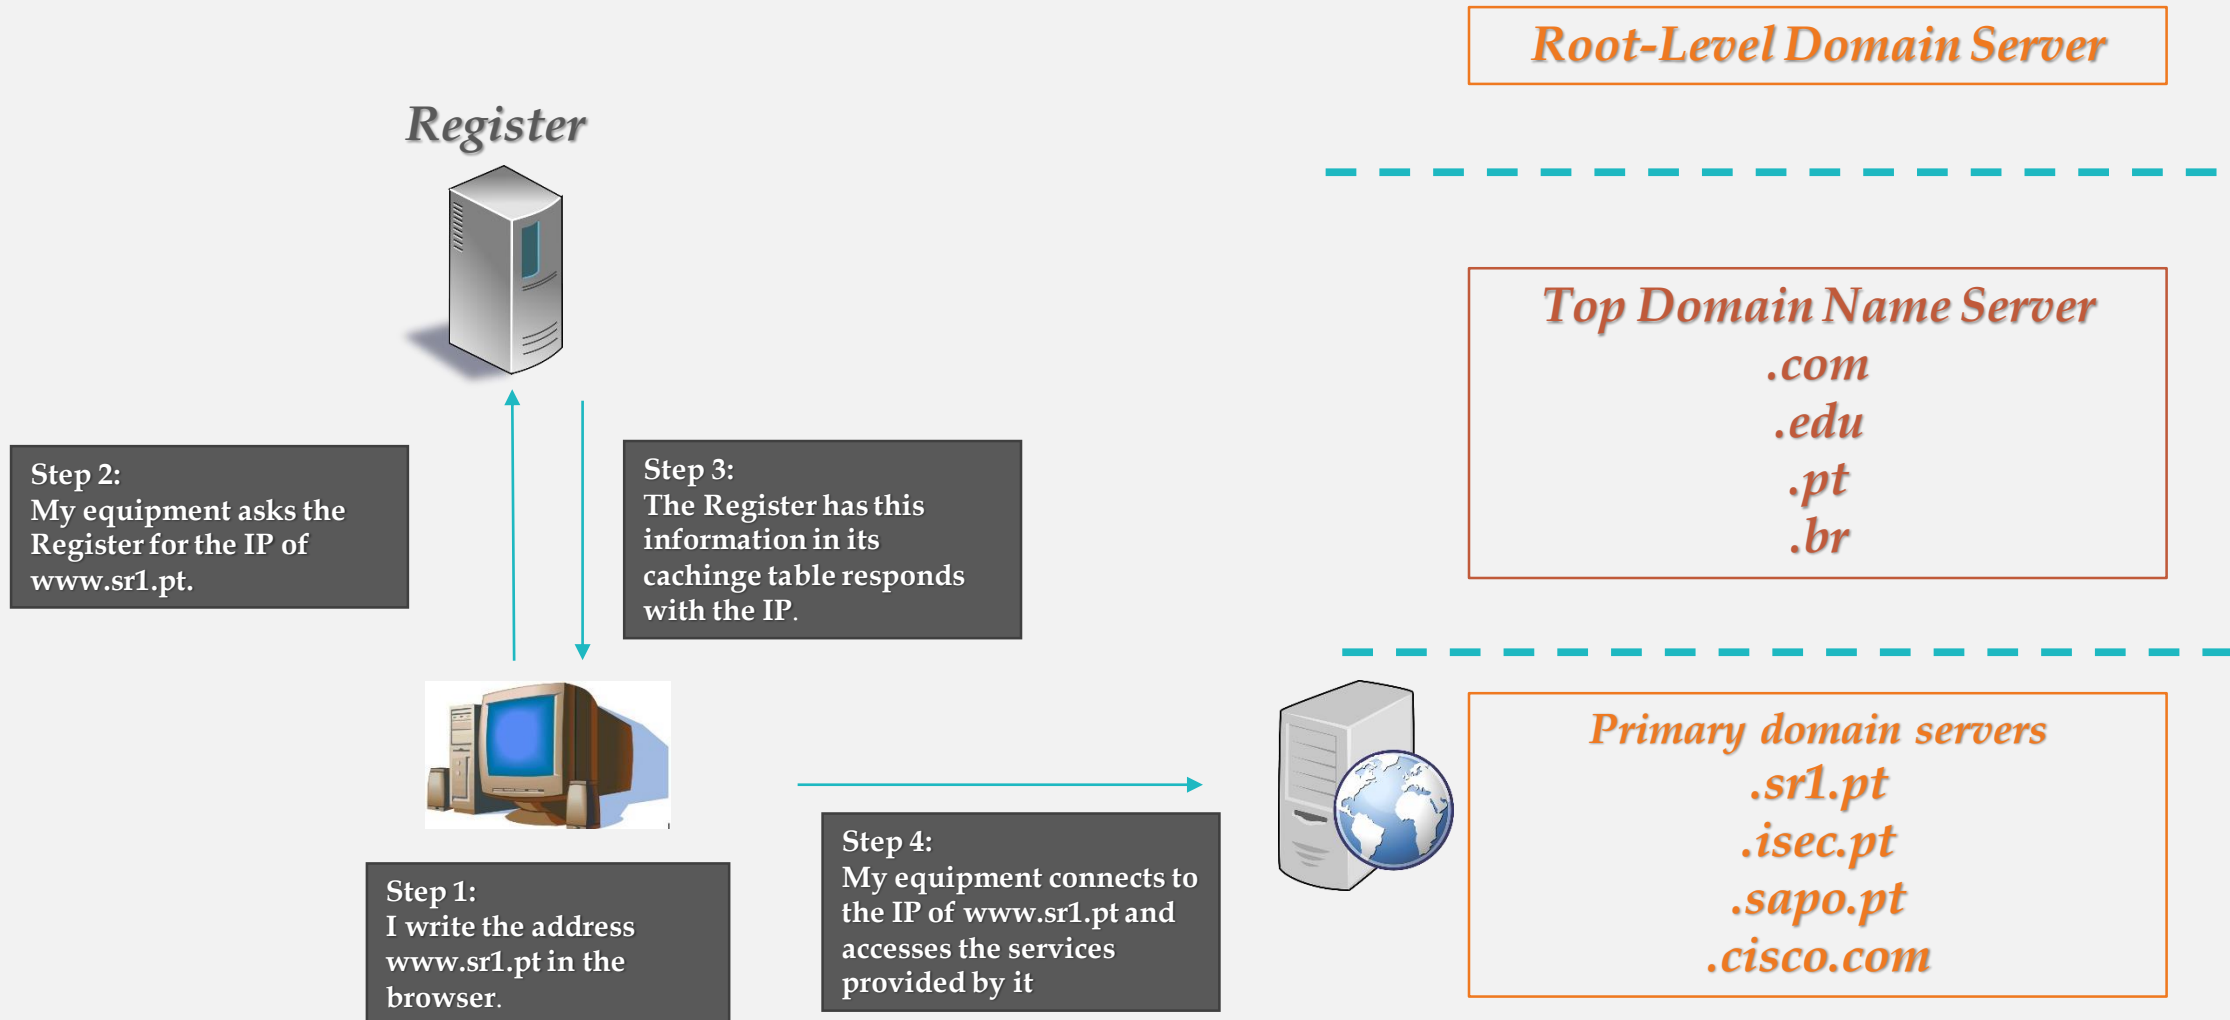 Root-Level Domain Server
Register
Top Domain Name Server
.com
.edu
.pt
.br
Step 2:
My equipment asks the
Register for the IP of
www.sr1.pt.
Step 3:
The Register has this
information in its
cachinge table responds
with the IP.
Primary domain servers
.sr1.pt
.isec.pt
.sapo.pt
.cisco.com
Step 1:
I write the address
www.sr1.pt in the
browser.
Step 4:
My equipment connects to
the IP of www.sr1.pt and
accesses the services
provided by it